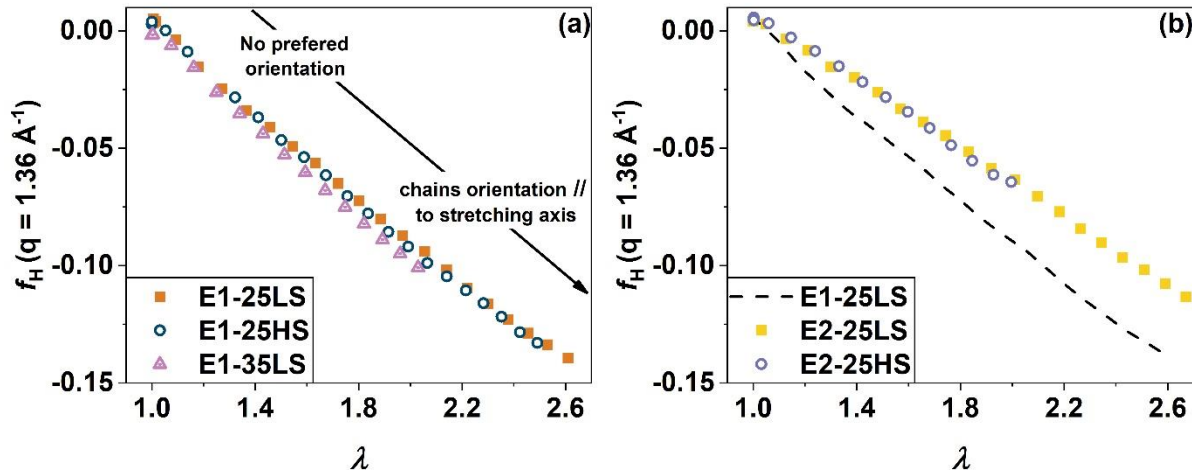 (a)
No prefered
orientation
chains orientation //
to stretching axis
0.00
-0.05
-0.10
-0.15
f_H (q = 1.36 Å⁻¹)
E1-25LS
E1-25HS
E1-35LS
1.0 1.4 1.8 2.2 2.6
λ
(b)
0.00
-0.05
-0.10
-0.15
f_H (q = 1.36 Å⁻¹)
E1-25LS
E2-25LS
E2-25HS
1.0 1.4 1.8 2.2 2.6
λ